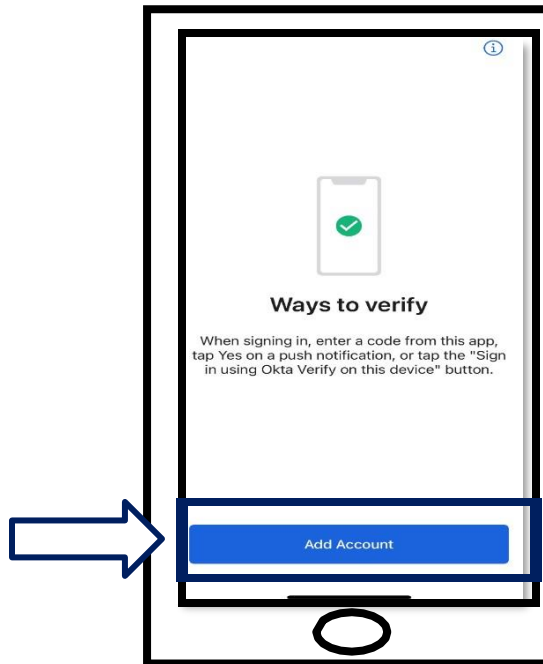 Ways to verify
When signing in, enter a code from this app,
tap Yes on a push notification, or tap the "Sign
in using Okta Verify on this device" button.
Add Account